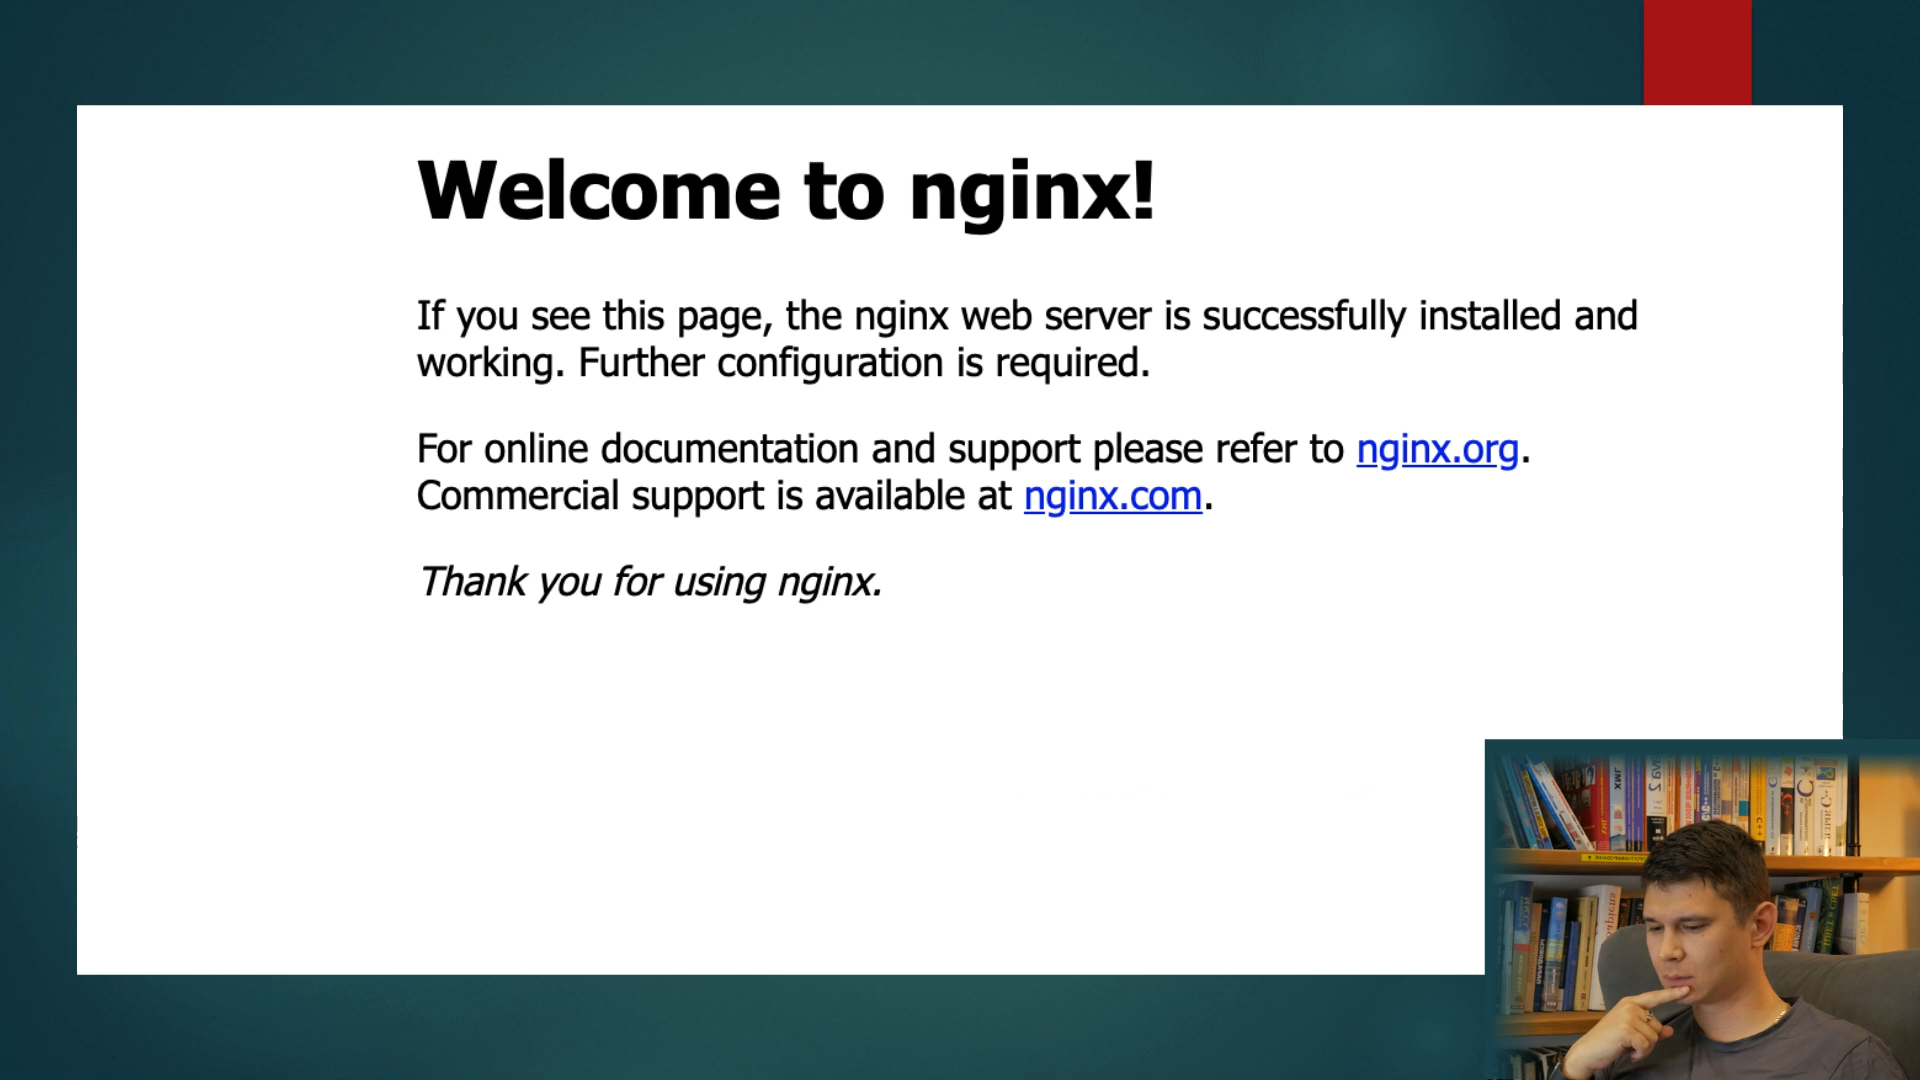 Welcome to nginx!
If you see this page, the nginx web server is successfully installed and
working. Further configuration is required.
For online documentation and support please refer to nginx.org.
Commercial support is available at nginx.com.
Thank you for using nginx.